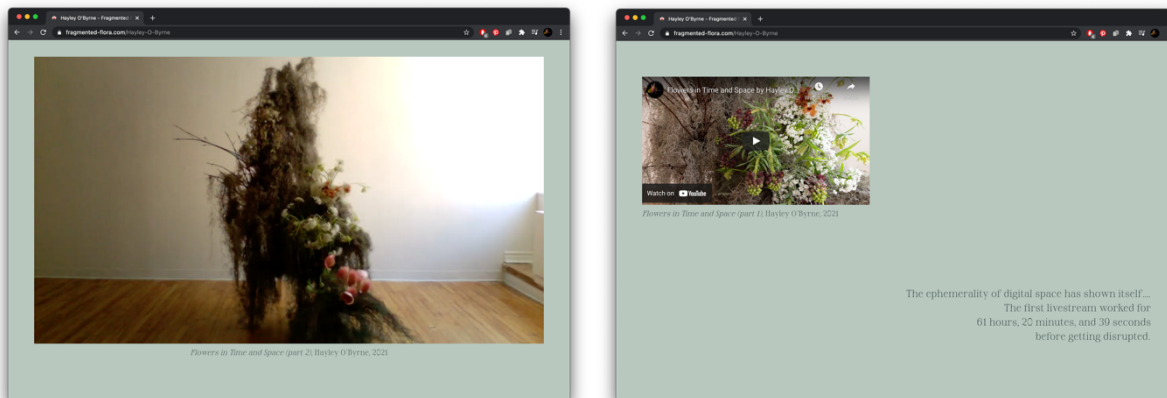 Hayley O'Byrne - Fragmented
fragmented-flora.com/Hayley-O-Byrne
Flowers in Time and Space (part 2), Hayley O'Byrne, 2021
Hayley O'Byrne - Fragmented
fragmented-flora.com/Hayley-O-Byrne
Flowers in Time and Space by Hayley O
Watch on YouTube
Flowers in Time and Space (part 1), Hayley O'Byrne, 2021
The ephemerality of digital space has shown itself...
The first livestream worked for
61 hours, 20 minutes, and 39 seconds
before getting disrupted.